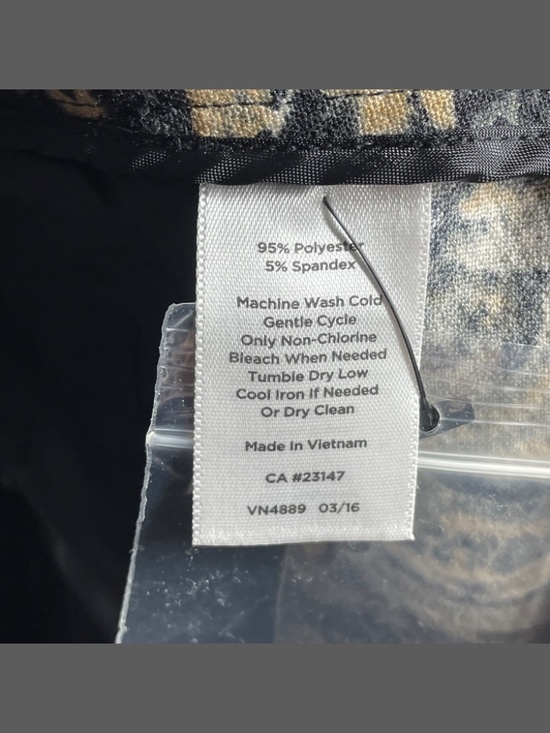 95% Polyester
5% Spandex
Machine Wash Cold
Gentle Cycle
Only Non-Chlorine
Bleach When Needed
Tumble Dry Low
Cool Iron If Needed
Or Dry Clean
Made In Vietnam
CA #23147
VN4889 03/16